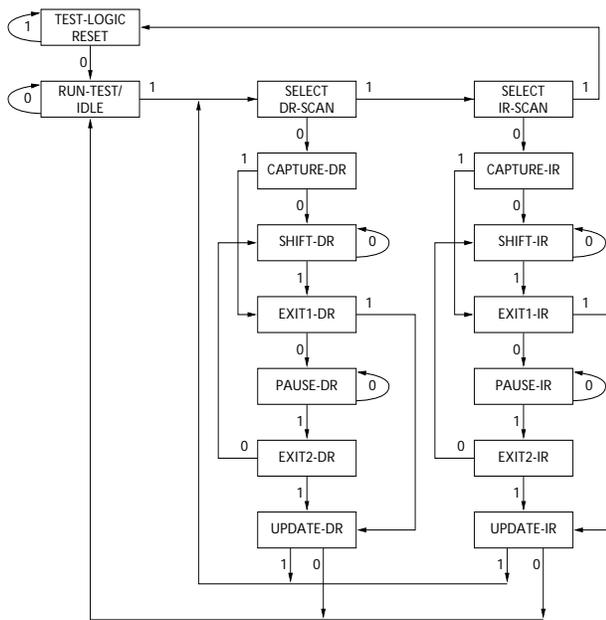 1
TEST-LOGIC
RESET
0
0
RUN-TEST/
IDLE
1
SELECT
DR-SCAN
1
SELECT
IR-SCAN
1
0
0
1
CAPTURE-DR
1
CAPTURE-IR
0
0
SHIFT-DR
0
SHIFT-IR
0
1
1
EXIT1-DR
1
EXIT1-IR
1
0
0
PAUSE-DR
0
PAUSE-IR
0
1
1
0
EXIT2-DR
0
EXIT2-IR
1
1
UPDATE-DR
UPDATE-IR
1
0
1
0